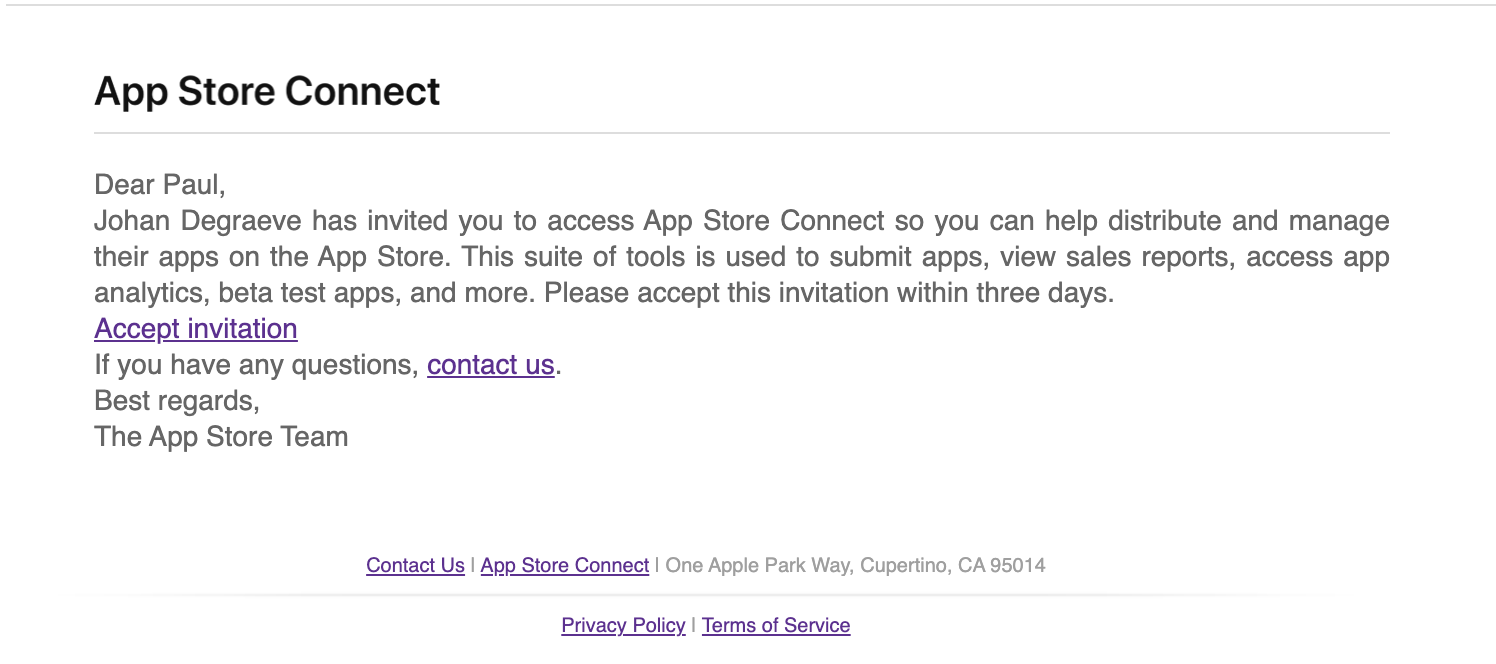 App Store Connect
Dear Paul,
Johan Degraeve has invited you to access App Store Connect so you can help distribute and manage
their apps on the App Store. This suite of tools is used to submit apps, view sales reports, access app
analytics, beta test apps, and more. Please accept this invitation within three days.
Accept invitation
If you have any questions, contact us.
Best regards,
The App Store Team
Contact Us | App Store Connect | One Apple Park Way, Cupertino, CA 95014
Privacy Policy | Terms of Service